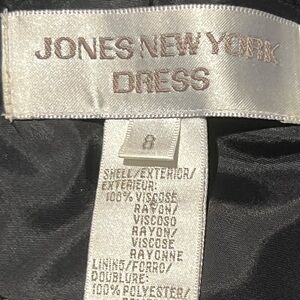 JONES NEW YORK
DRESS
8
SHELL/EXTERIOR/
EXTÉRIEUR:
100% VISCOSE
RAYON/
VISCOSO
RAYON/
VISCOSE
RAYONNE
LINING/FORRO/
DOUBLURE:
100% POLYESTER/